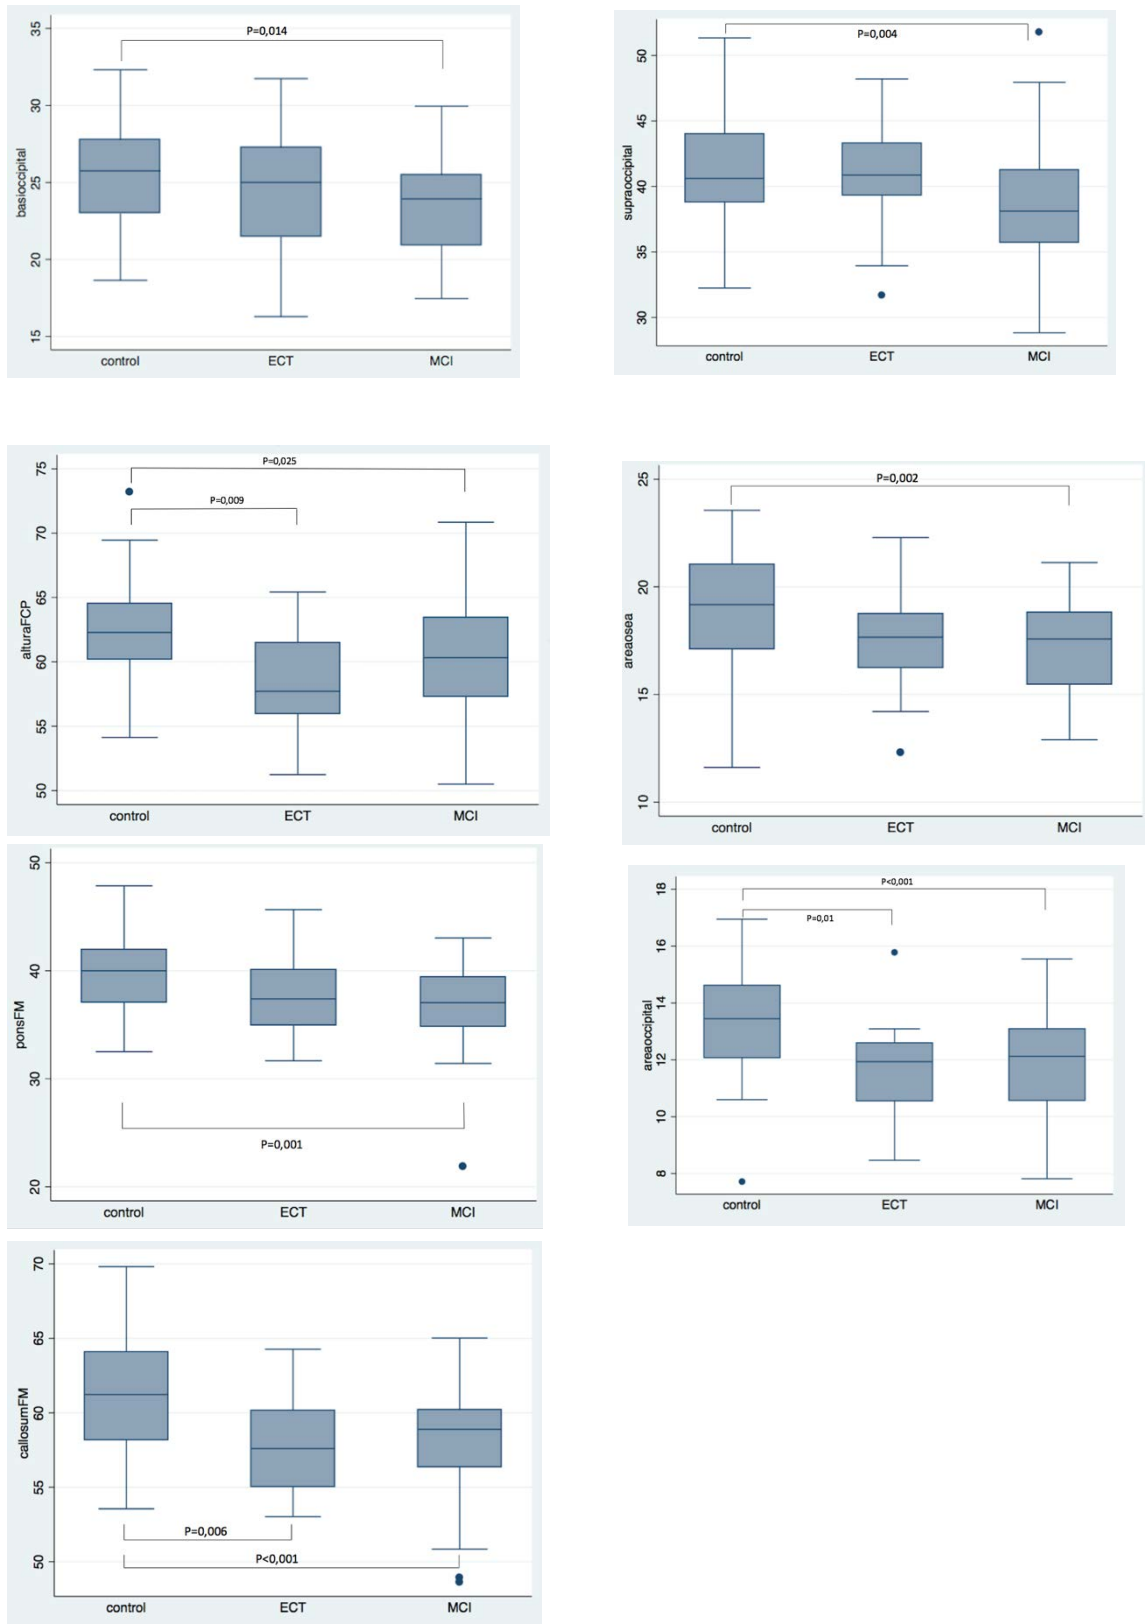 P=0,014
35
30
25
20
15
basioccipital
control ECT MCI
P=0,004
50
45
40
35
30
supraoccipital
control ECT MCI
P=0,025
P=0,009
75
70
65
60
55
50
alturaFCP
control ECT MCI
P=0,002
25
20
15
10
areaosea
control ECT MCI
50
40
30
20
ponsFM
P=0,001
control ECT MCI
P<0,001
P=0,01
18
16
14
12
10
8
areaoccipital
control ECT MCI
70
65
60
55
50
callosumFM
P=0,006
P<0,001
control ECT MCI